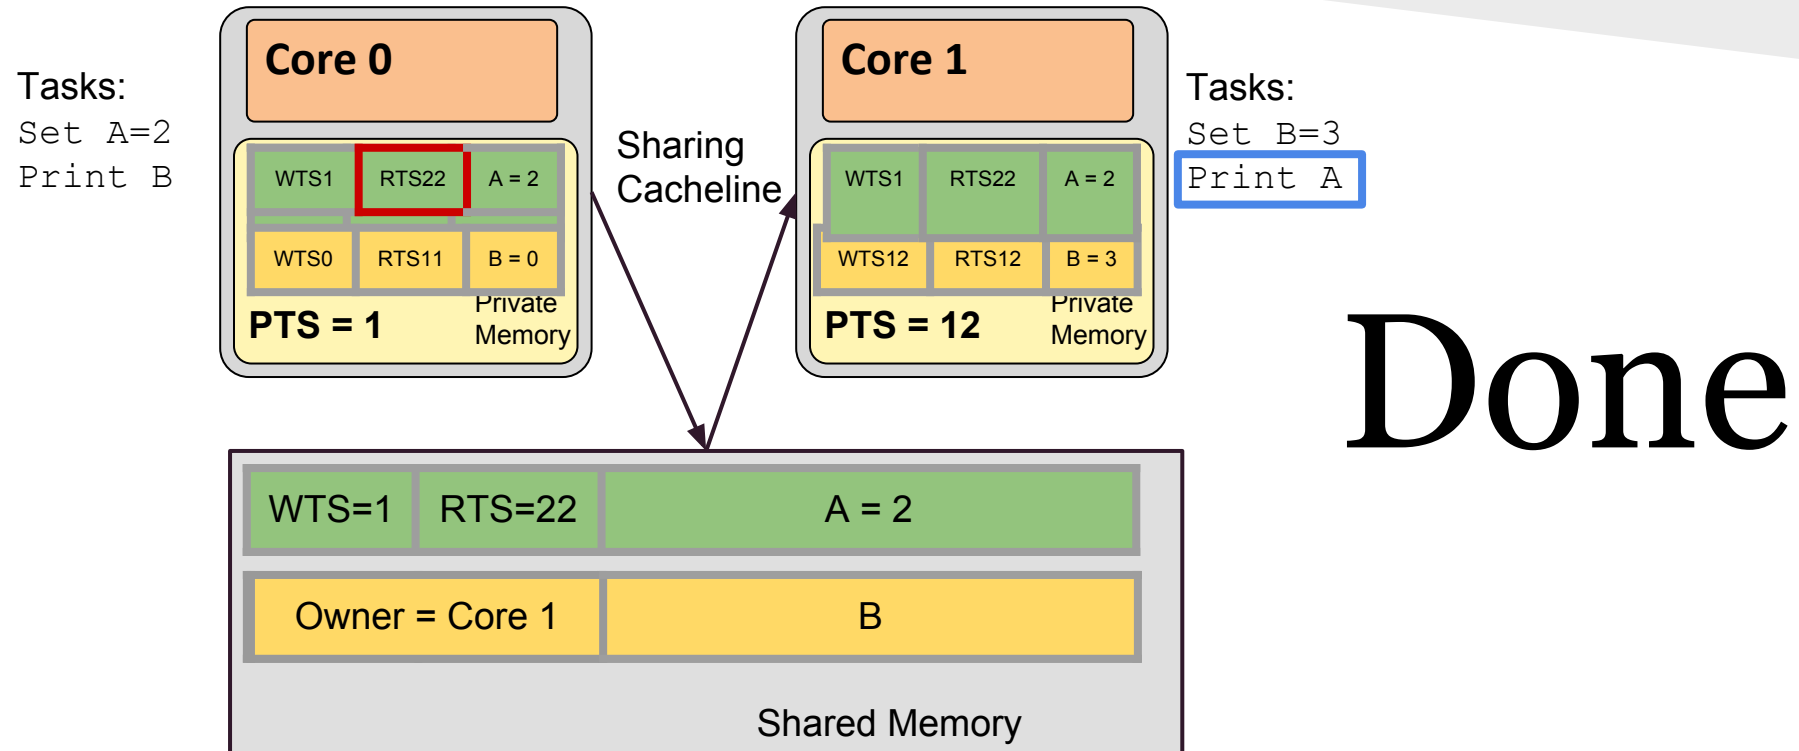 Core 0
Tasks:
Set A=2
Print B
WTS1 RTS22 A = 2
WTS0 RTS11 B = 0
PTS = 1
Private
Memory
Sharing
Cacheline
Core 1
WTS1 RTS22 A = 2
WTS12 RTS12 B = 3
PTS = 12
Private
Memory
Tasks:
Set B=3
Print A
Done
WTS=1 RTS=22 A = 2
Owner = Core 1 B
Shared Memory